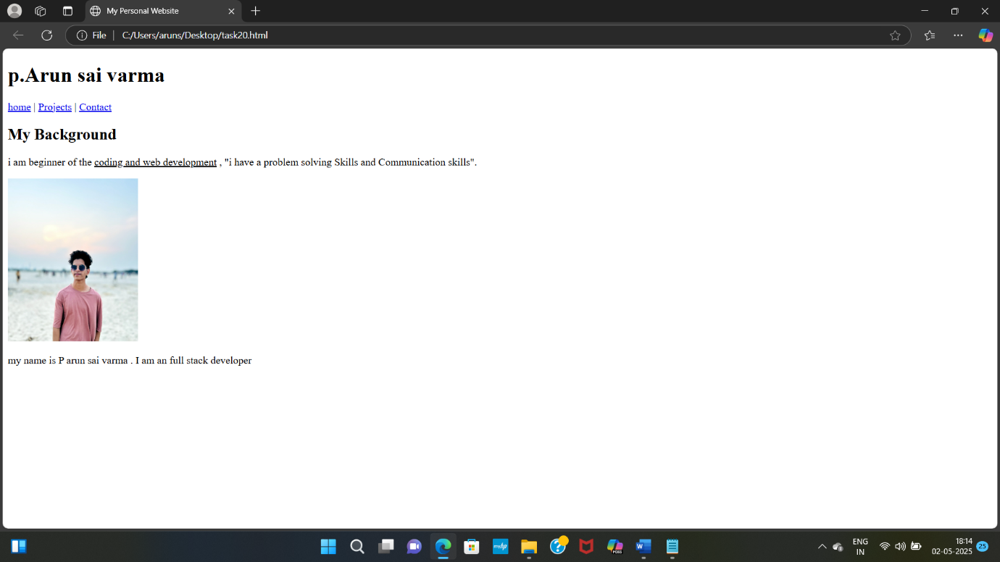 My Personal Website
File
C:/Users/aruns/Desktop/task20.html
p.Arun sai varma
home | Projects | Contact
My Background
i am beginner of the coding and web development , "i have a problem solving Skills and Communication skills".
my name is P arun sai varma . I am an full stack developer
myhp
M365
ENG
IN
18:14
02-05-2025
25